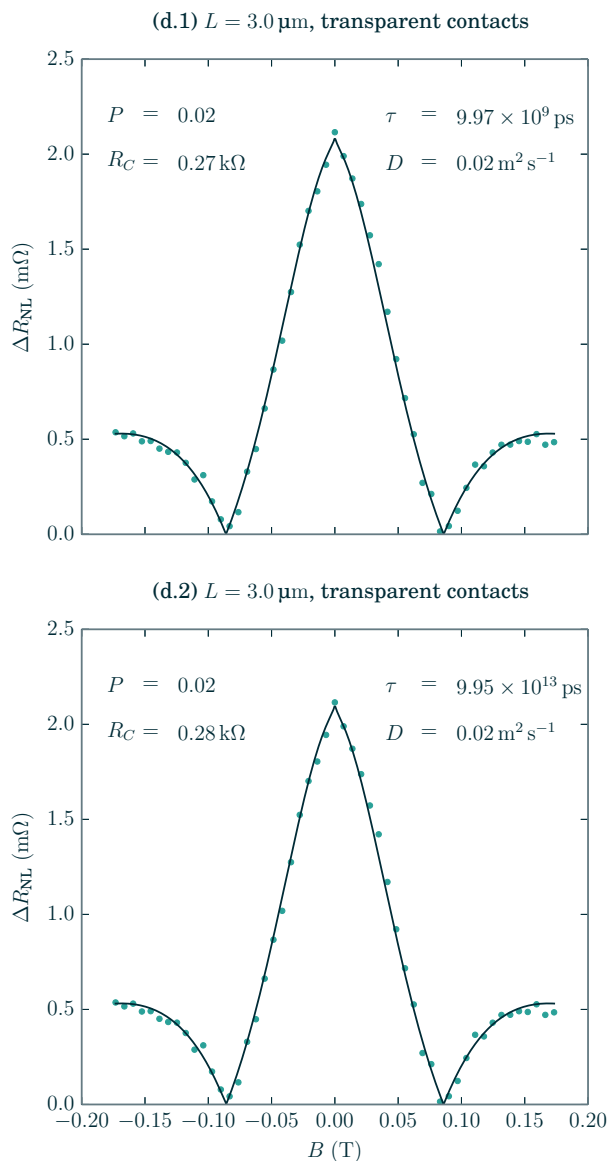 (d.1) L = 3.0 µm, transparent contacts
2.5
P = 0.02 τ = 9.97 × 10⁹ ps
2.0
R_C = 0.27 kΩ D = 0.02 m² s⁻¹
1.5
ΔR_NL (mΩ)
1.0
0.5
0.0
(d.2) L = 3.0 µm, transparent contacts
2.5
P = 0.02 τ = 9.95 × 10¹³ ps
2.0
R_C = 0.28 kΩ D = 0.02 m² s⁻¹
1.5
ΔR_NL (mΩ)
1.0
0.5
0.0
−0.20 −0.15 −0.10 −0.05 0.00 0.05 0.10 0.15 0.20
B (T)